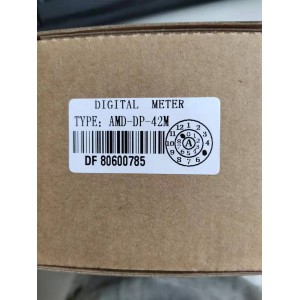 DIGITAL METER
TYPE: AMD-DP-42M
DF 80600785
A